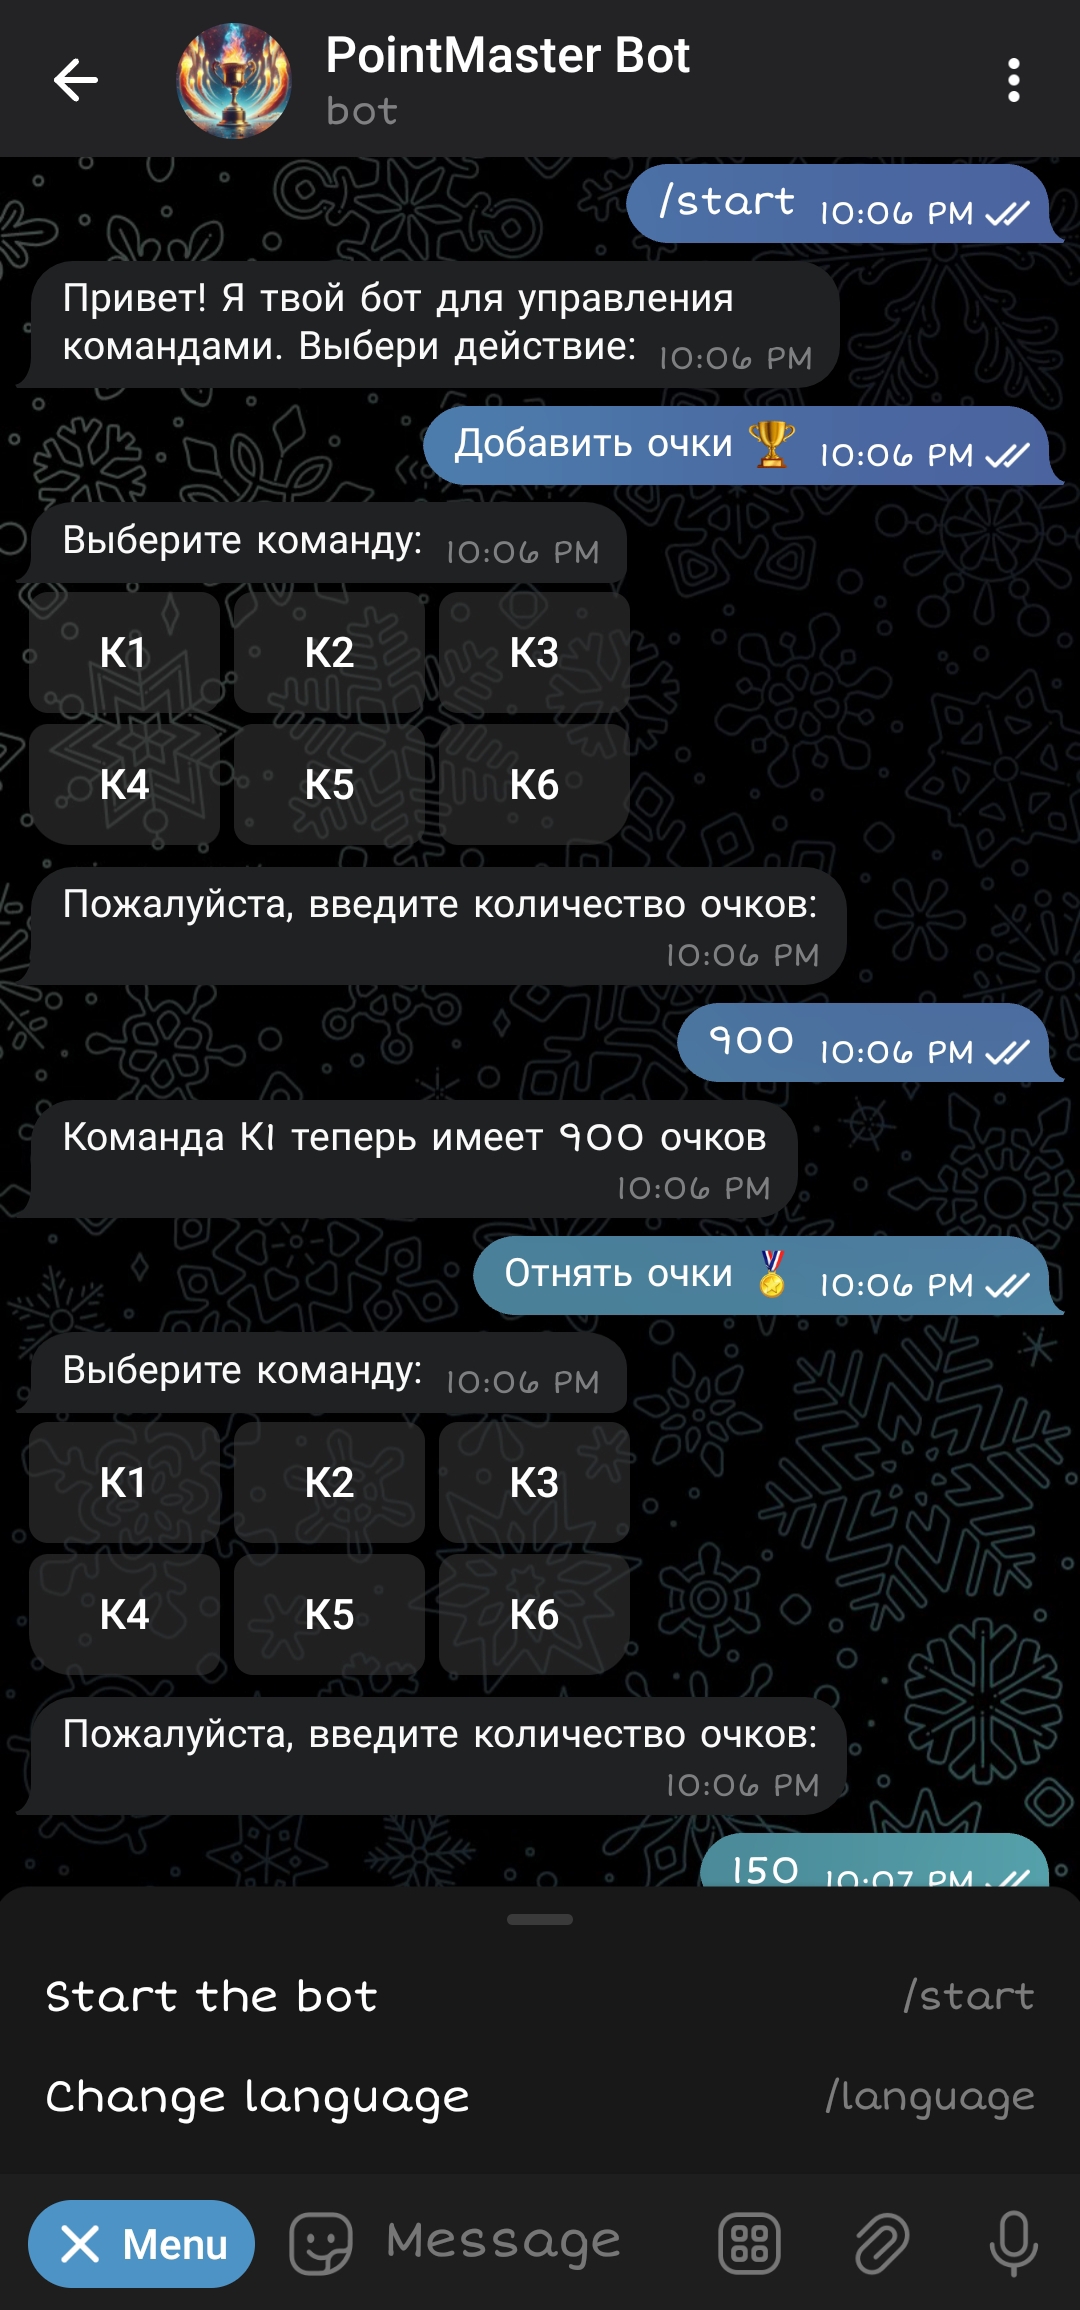 PointMaster Bot
bot
/start 10:06 PM
Привет! Я твой бот для управления
командами. Выбери действие: 10:06 PM
Добавить очки 🏆 10:06 PM
Выберите команду: 10:06 PM
К1 К2 К3
К4 К5 К6
Пожалуйста, введите количество очков:
10:06 PM
900 10:06 PM
Команда К1 теперь имеет 900 очков
10:06 PM
Отнять очки 🏅 10:06 PM
Выберите команду: 10:06 PM
К1 К2 К3
К4 К5 К6
Пожалуйста, введите количество очков:
10:06 PM
150 10:07 PM
Start the bot /start
Change language /language
Menu Message